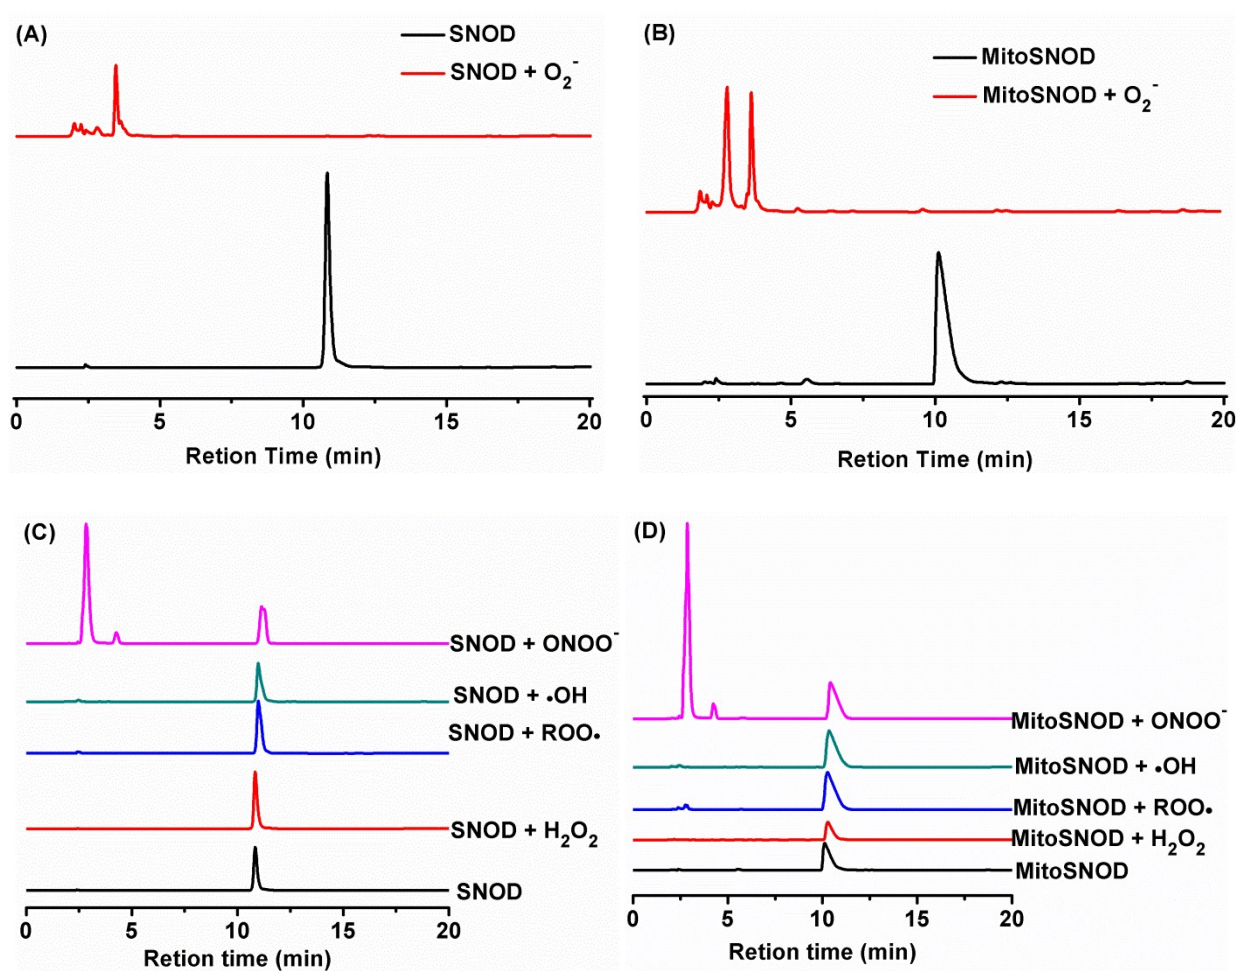 (A)
SNOD
SNOD + O₂⁻
0 5 10 15 20
Retion Time (min)
(B)
MitoSNOD
MitoSNOD + O₂⁻
0 5 10 15 20
Retion Time (min)
(C)
SNOD + ONOO⁻
SNOD + •OH
SNOD + ROO•
SNOD + H₂O₂
SNOD
0 5 10 15 20
Retion time (min)
(D)
MitoSNOD + ONOO⁻
MitoSNOD + •OH
MitoSNOD + ROO•
MitoSNOD + H₂O₂
MitoSNOD
0 5 10 15 20
Retion time (min)